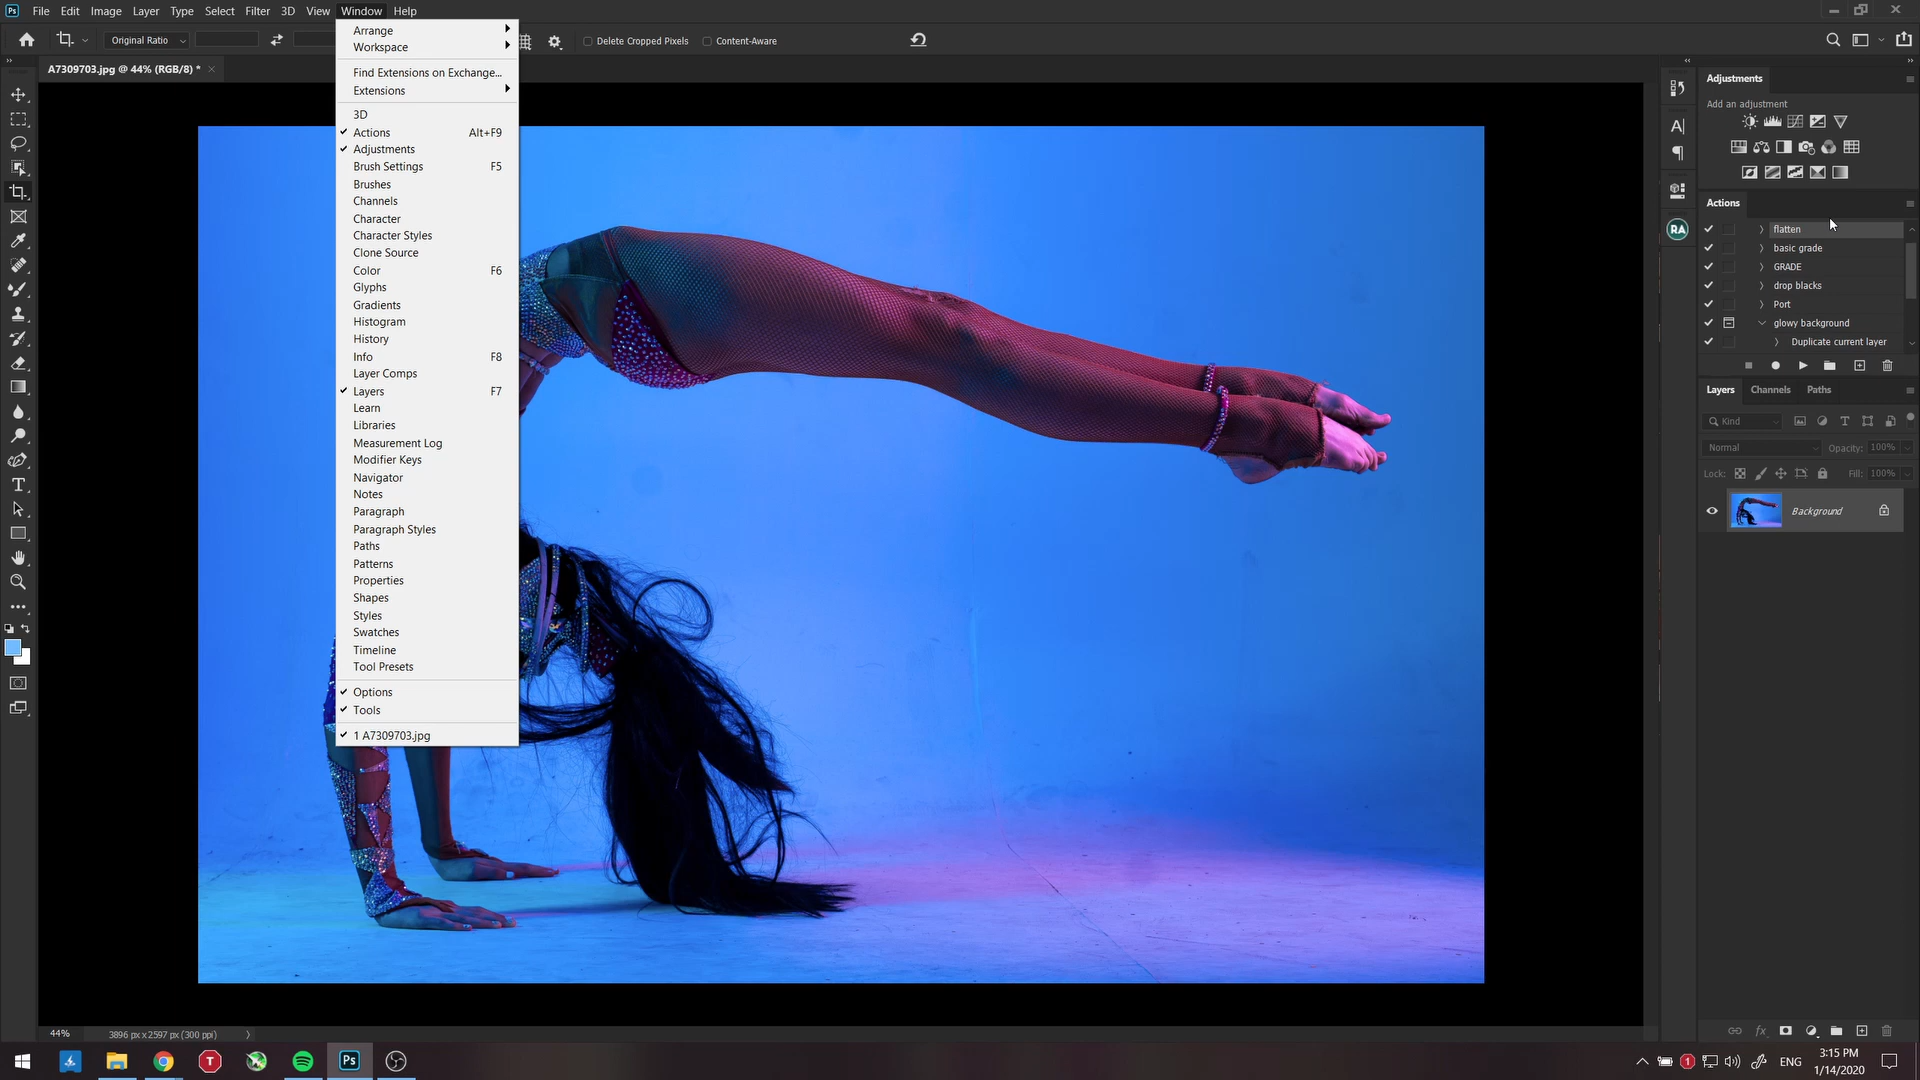 Ps File Edit Image Layer Type Select Filter 3D View Window Help
Original Ratio
Delete Cropped Pixels Content-Aware
A7309703.jpg @ 44% (RGB/8) * ×
Arrange
Workspace
Find Extensions on Exchange...
Extensions
3D
Actions Alt+F9
Adjustments
Brush Settings F5
Brushes
Channels
Character
Character Styles
Clone Source
Color F6
Glyphs
Gradients
Histogram
History
Info F8
Layer Comps
Layers F7
Learn
Libraries
Measurement Log
Modifier Keys
Navigator
Notes
Paragraph
Paragraph Styles
Paths
Patterns
Properties
Shapes
Styles
Swatches
Timeline
Tool Presets
Options
Tools
1 A7309703.jpg
RA
Adjustments
Add an adjustment
Actions
flatten
basic grade
GRADE
drop blacks
Port
glowy background
Duplicate current layer
Layers Channels Paths
Kind
Normal Opacity: 100%
Lock: Fill: 100%
Background
fx
44% 3896 px x 2597 px (300 ppi)
T Ps 1 ENG 3:15 PM
1/14/2020